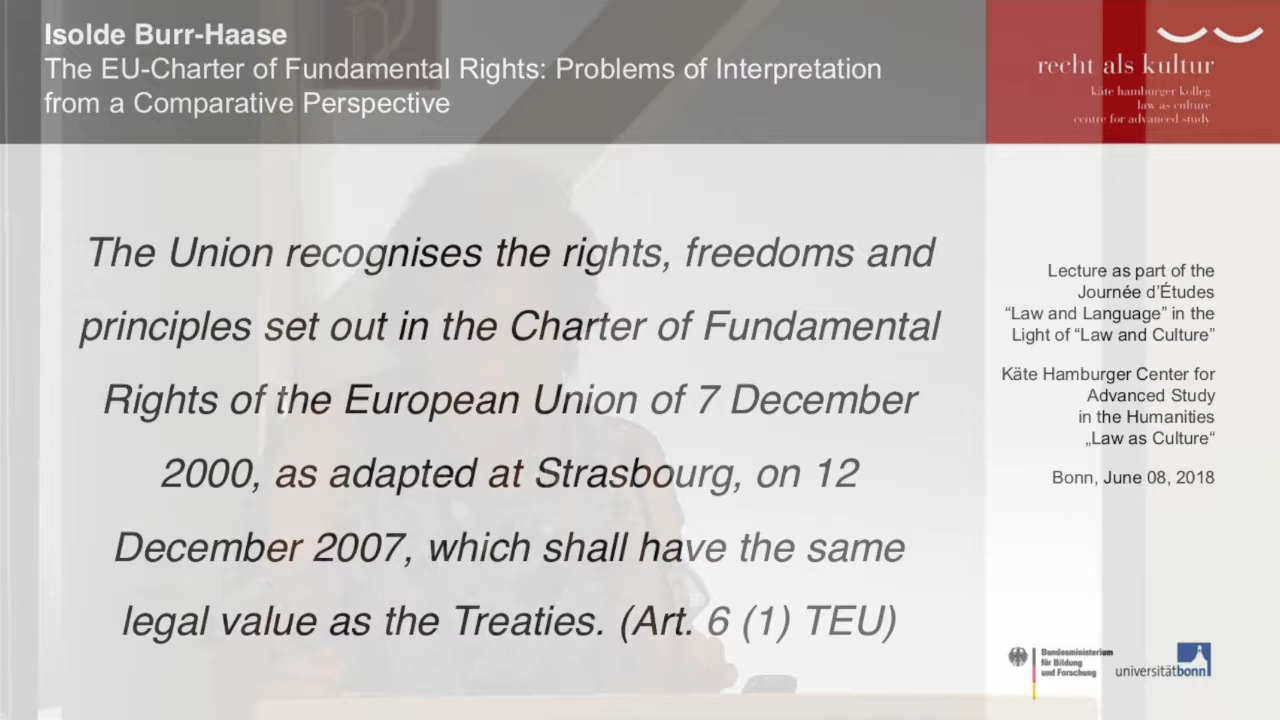 Isolde Burr-Haase
The EU-Charter of Fundamental Rights: Problems of Interpretation
from a Comparative Perspective
recht als kultur
käte hamburger kolleg
law as culture
centre for advanced study
The Union recognises the rights, freedoms and
principles set out in the Charter of Fundamental
Rights of the European Union of 7 December
2000, as adapted at Strasbourg, on 12
December 2007, which shall have the same
legal value as the Treaties. (Art. 6 (1) TEU)
Lecture as part of the
Journée d’Études
“Law and Language” in the
Light of “Law and Culture”
Käte Hamburger Center for
Advanced Study
in the Humanities
„Law as Culture“
Bonn, June 08, 2018
Bundesministerium
für Bildung
und Forschung
universitätbonn